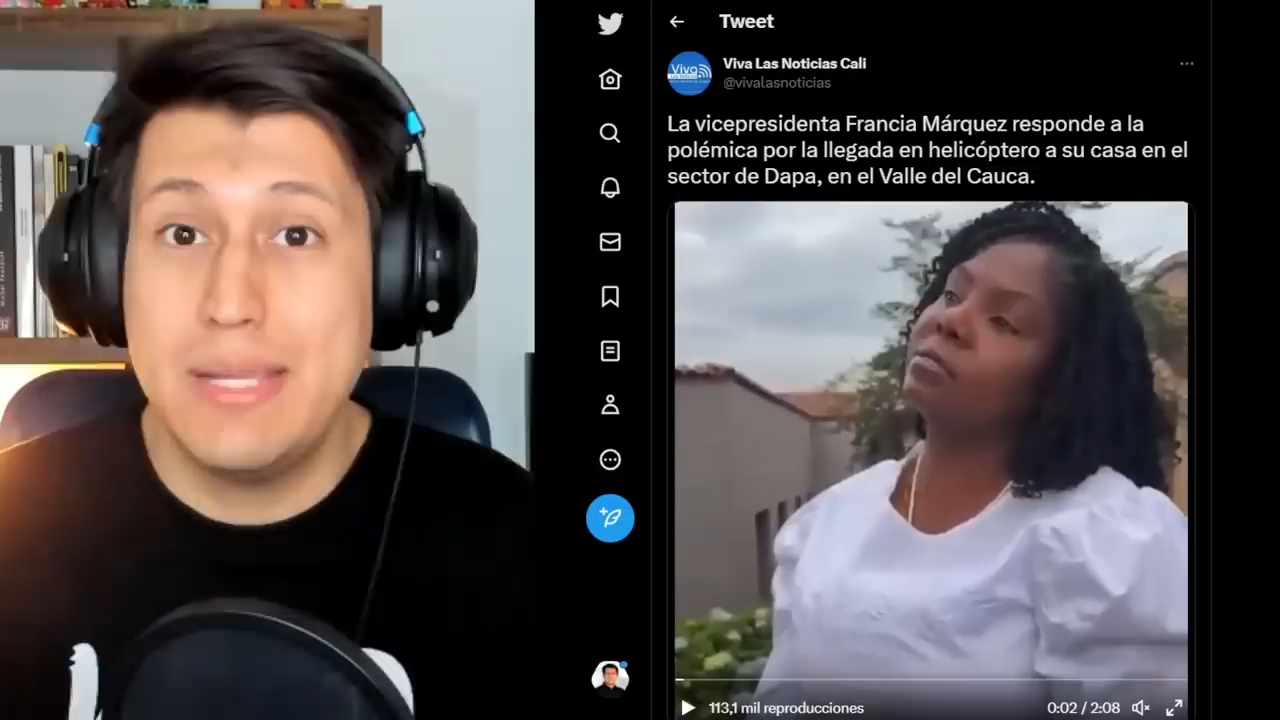 Tweet
Viva
Viva Las Noticias Cali
@vivalasnoticias
La vicepresidenta Francia Márquez responde a la
polémica por la llegada en helicóptero a su casa en el
sector de Dapa, en el Valle del Cauca.
113,1 mil reproducciones
0:02 / 2:08